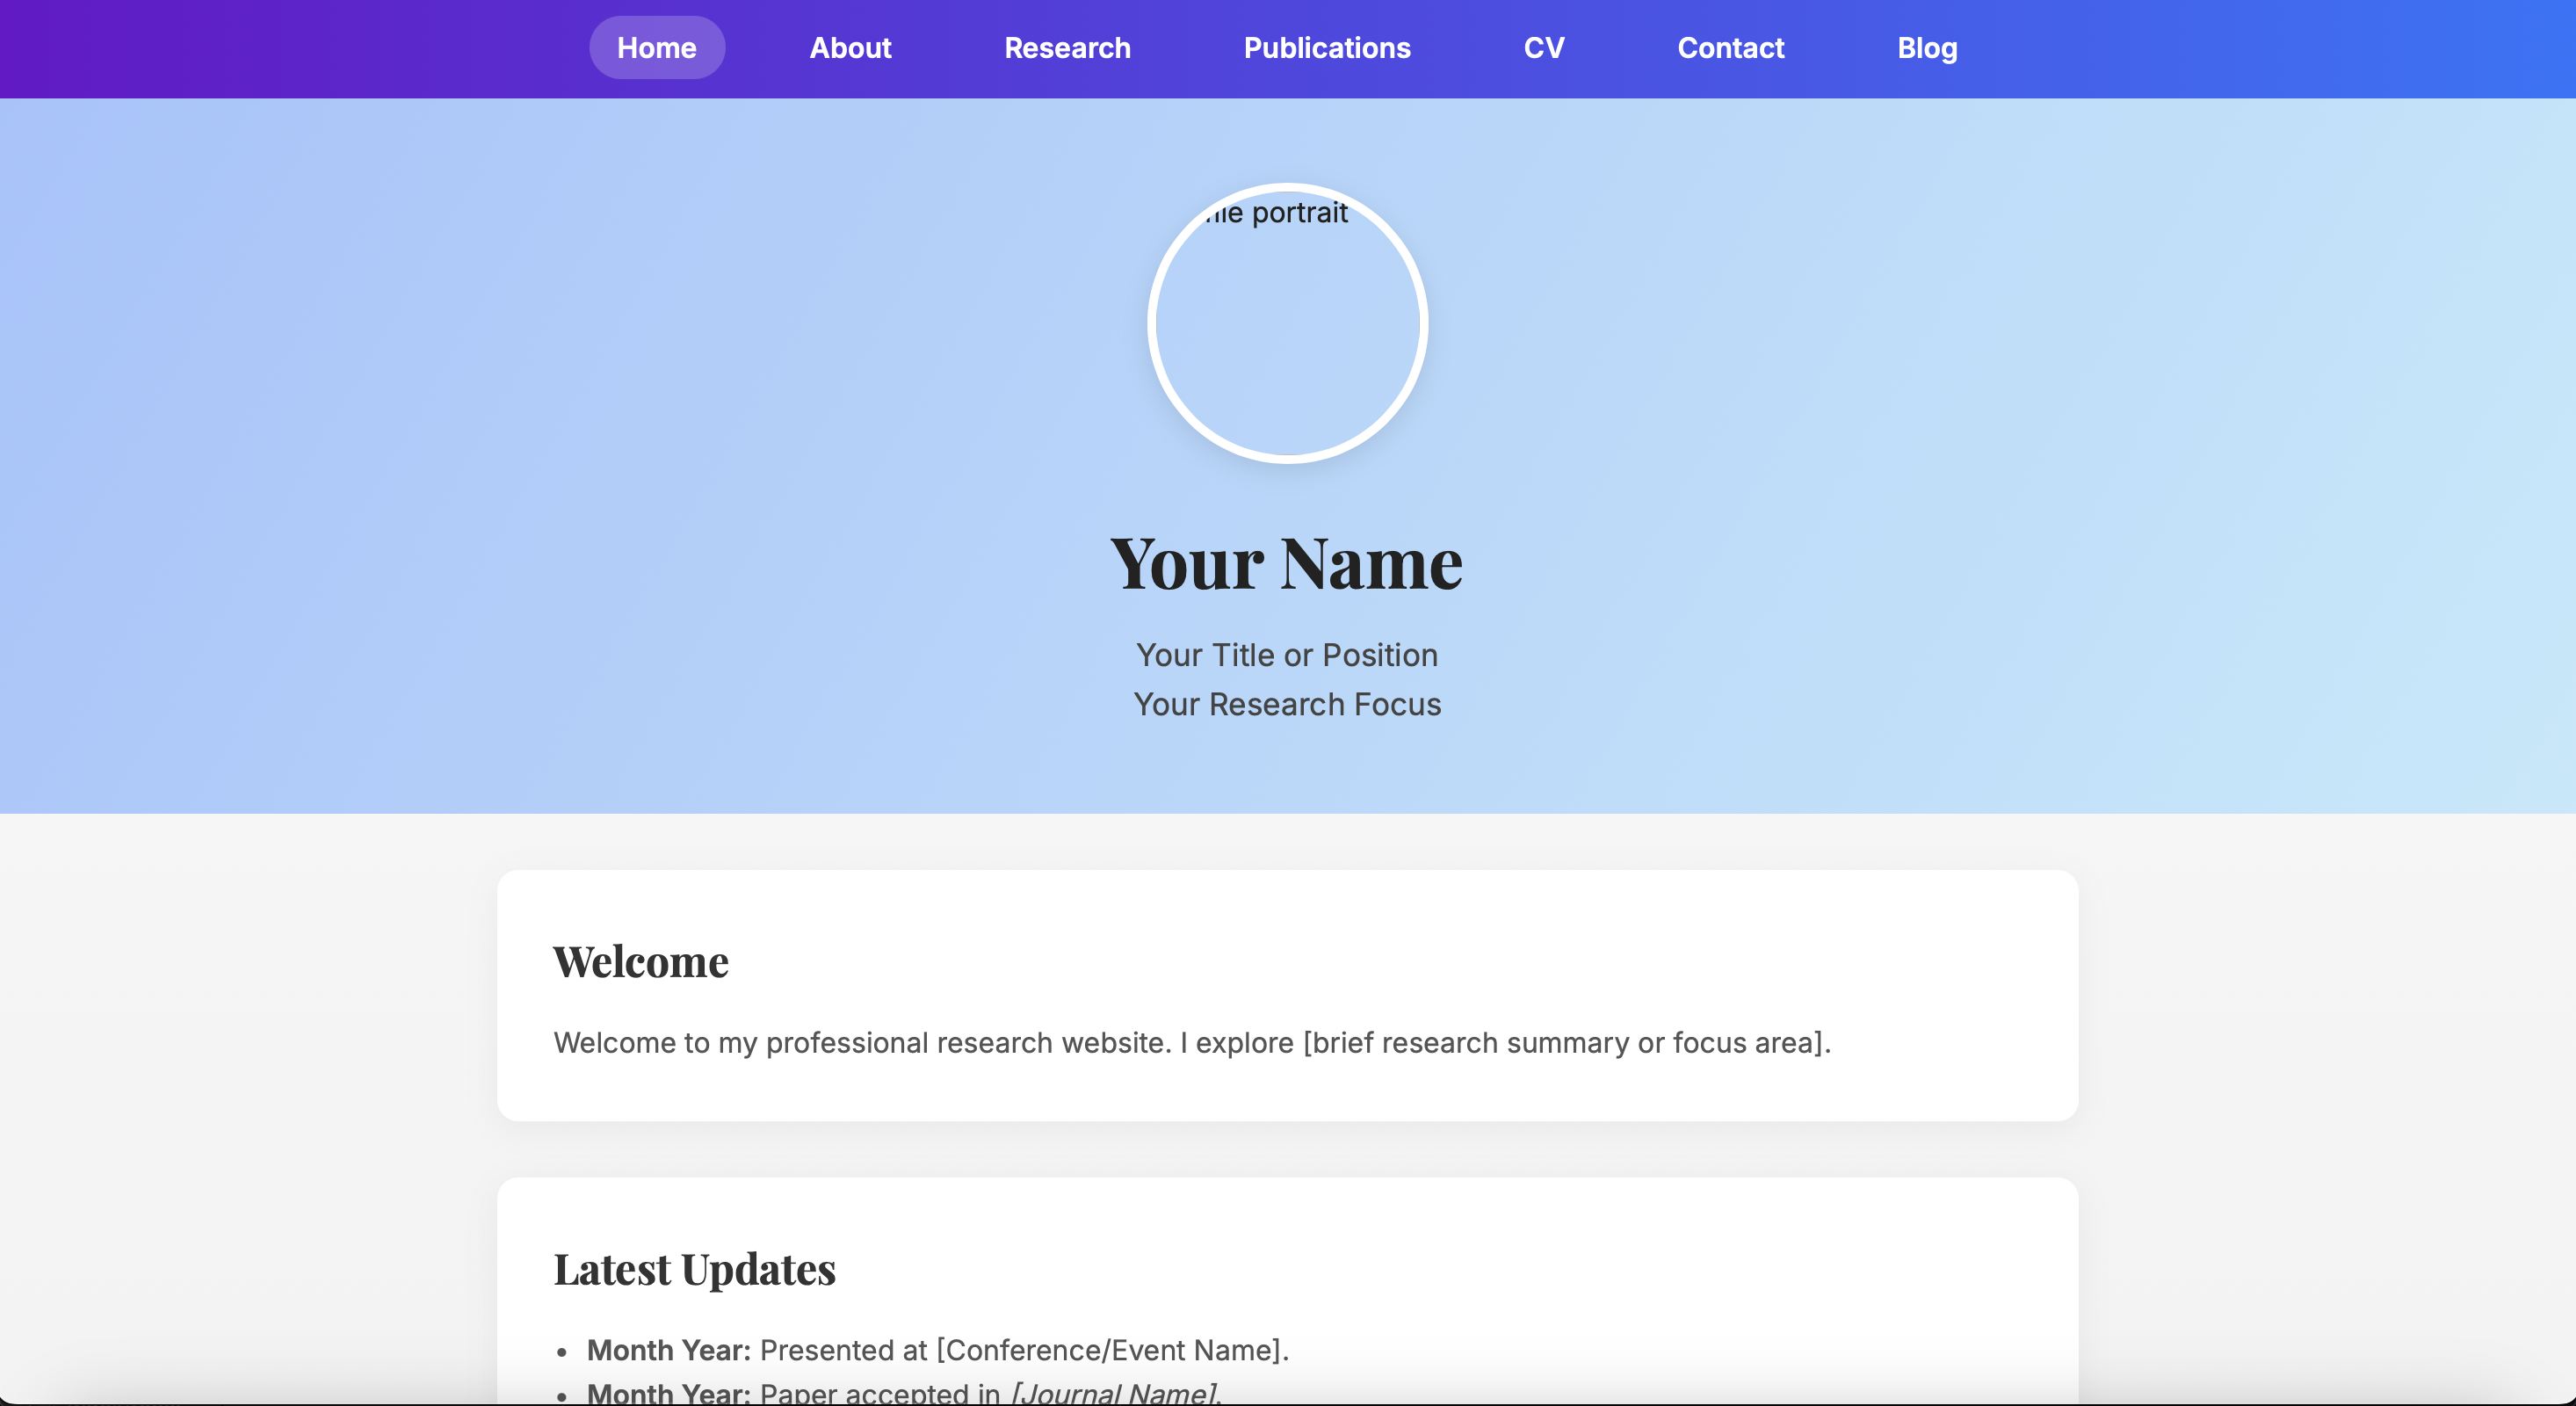 Home About Research Publications CV Contact Blog
portrait
Your Name
Your Title or Position
Your Research Focus
Welcome
Welcome to my professional research website. I explore [brief research summary or focus area].
Latest Updates
• Month Year: Presented at [Conference/Event Name].
• Month Year: Paper accepted in [Journal Name].